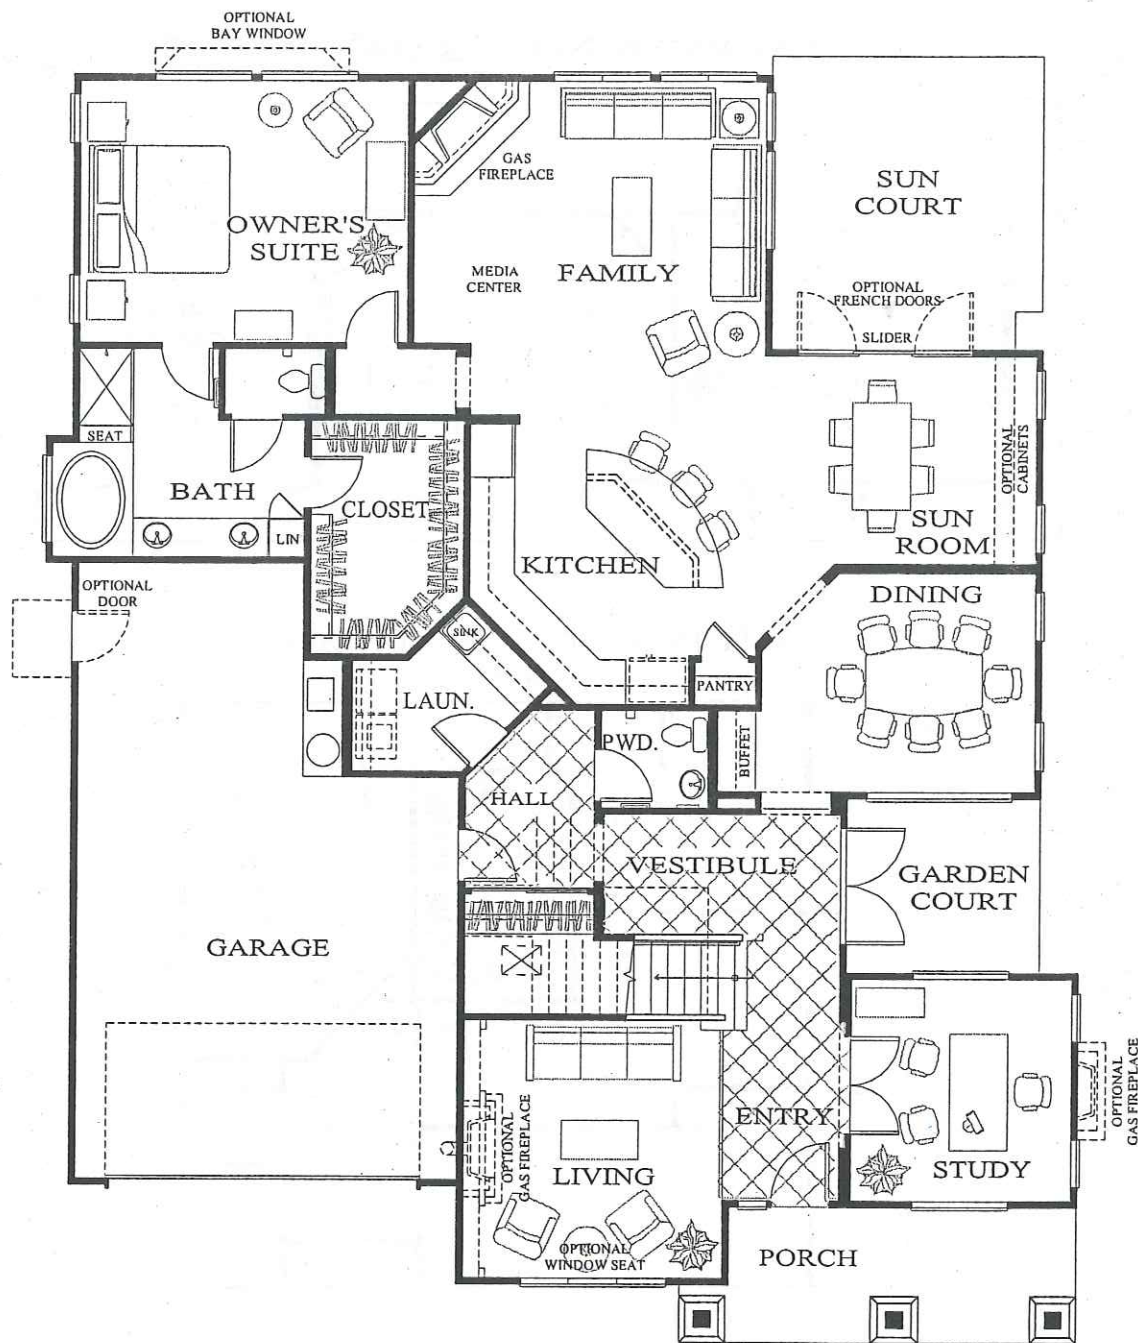 OPTIONAL
BAY WINDOW
OWNER'S
SUITE
GAS
FIREPLACE
MEDIA
CENTER
FAMILY
SUN
COURT
OPTIONAL
FRENCH DOORS
SLIDER
SEAT
BATH
LIN
CLOSET
KITCHEN
SUN
ROOM
OPTIONAL
CABINETS
OPTIONAL
DOOR
SINK
LAUN.
PANTRY
DINING
BUFFET
PWD.
HALL
VESTIBULE
GARDEN
COURT
GARAGE
OPTIONAL
GAS FIREPLACE
LIVING
OPTIONAL
WINDOW SEAT
ENTRY
STUDY
OPTIONAL
GAS FIREPLACE
PORCH